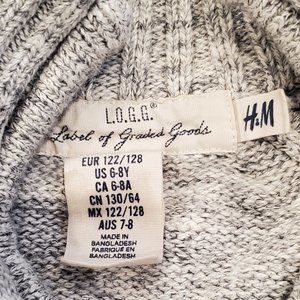 L.O.G.G.®
Label of Graded Goods
H&M
EUR 122/128
US 6-8Y
CA 6-8A
CN 130/64
MX 122/128
AUS 7-8
MADE IN
BANGLADESH
FABRIQUÉ EN
BANGLADESH